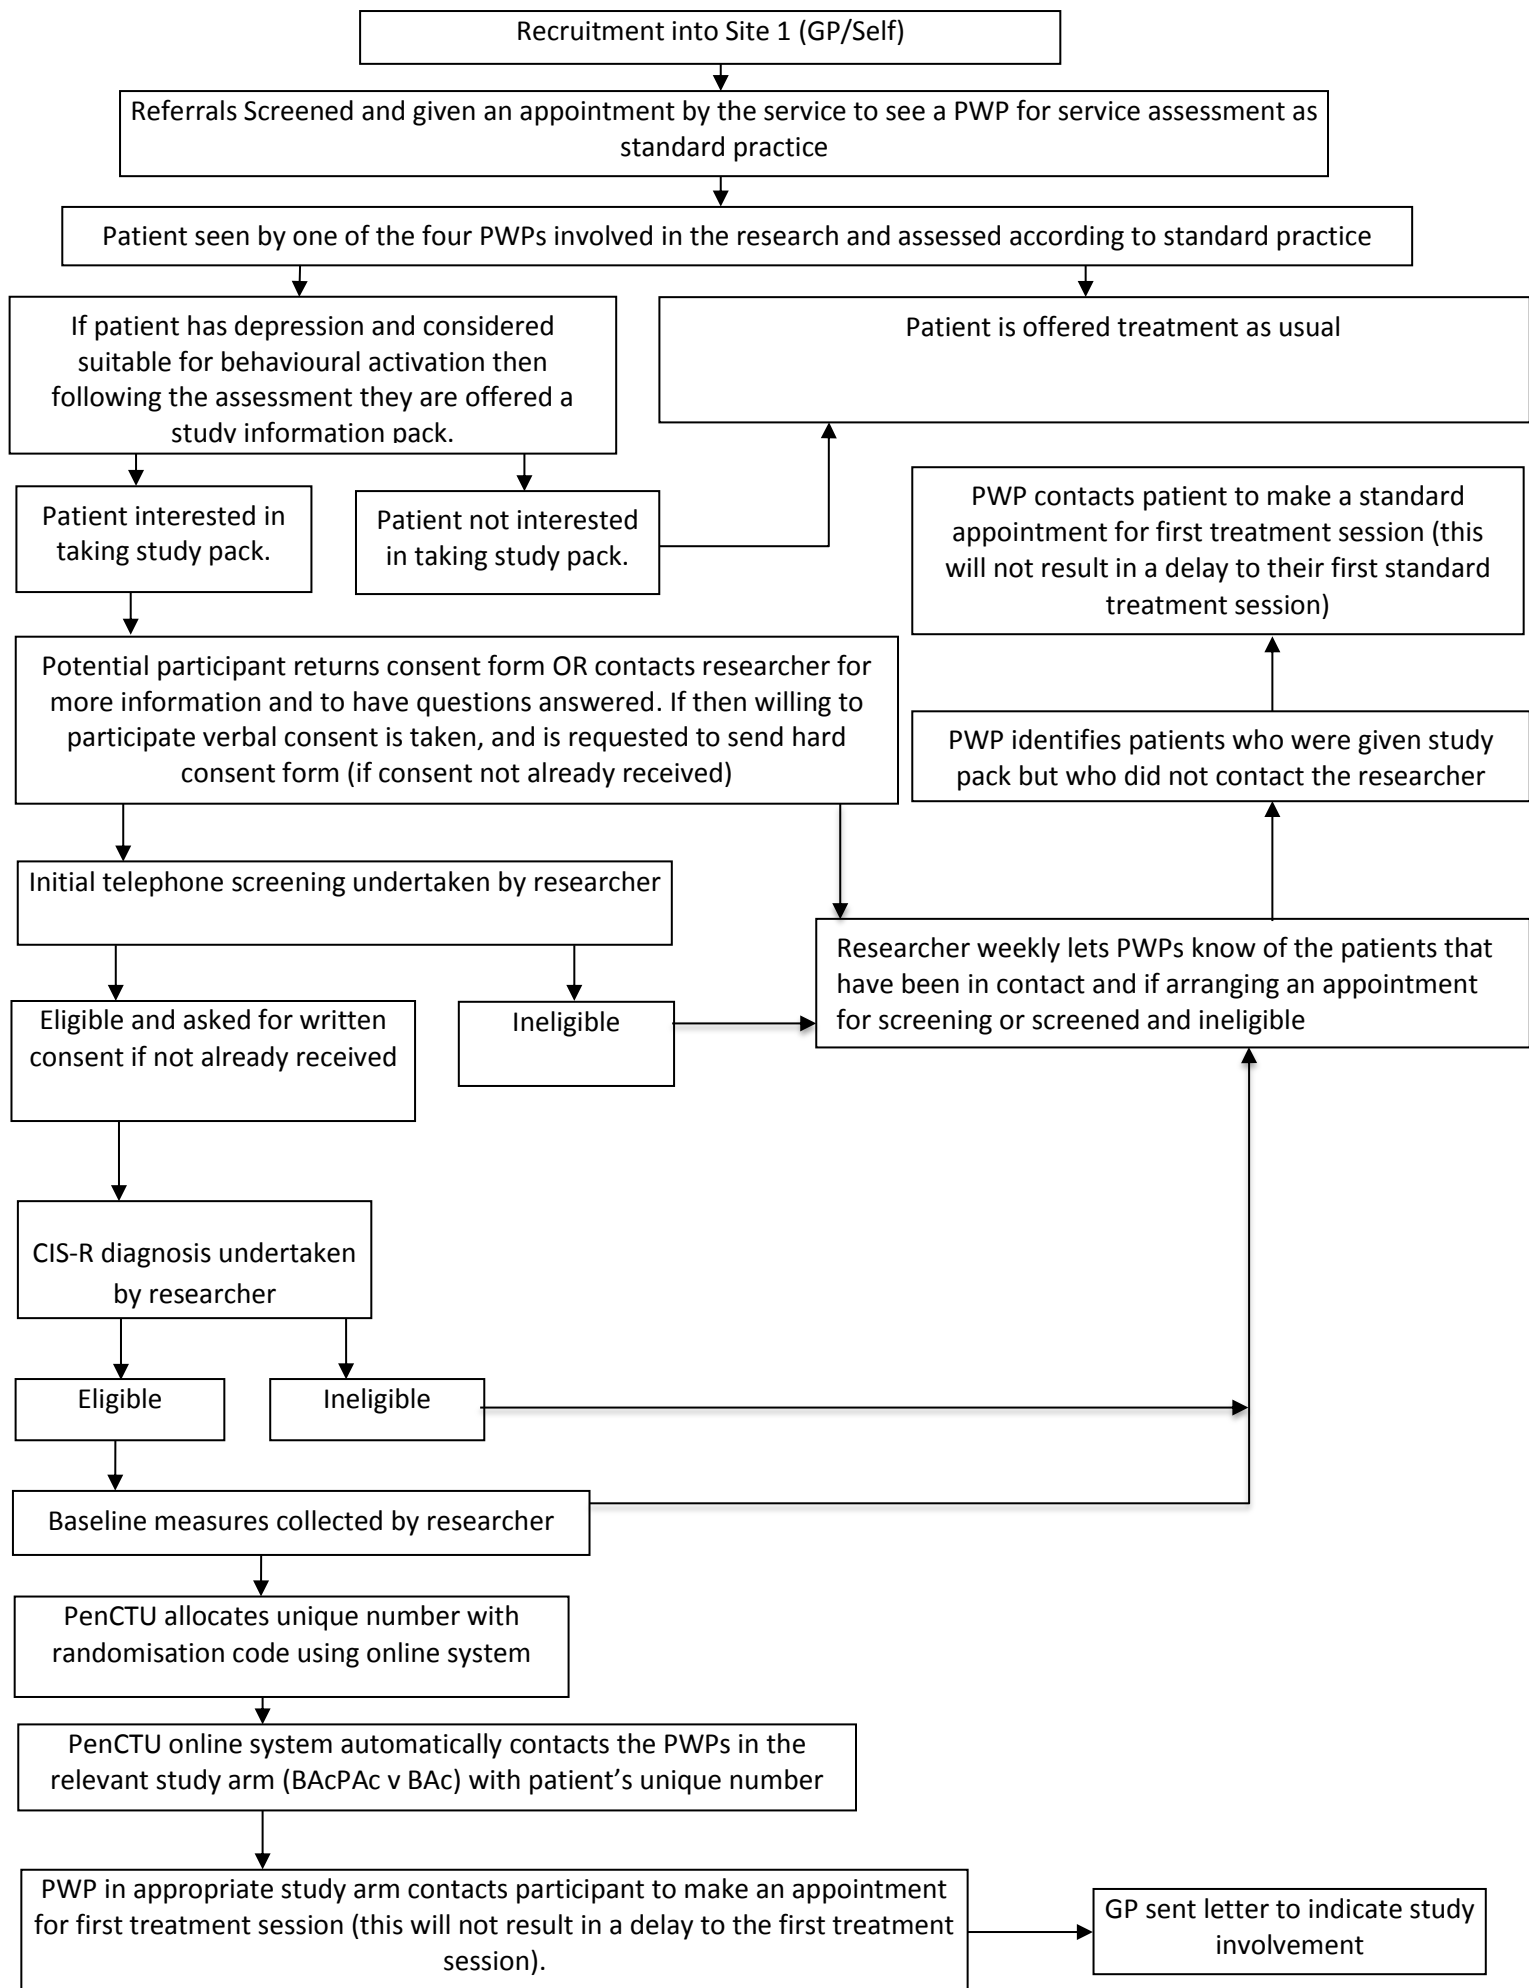 Recruitment into Site 1 (GP/Self)
Referrals Screened and given an appointment by the service to see a PWP for service assessment as
standard practice
Patient seen by one of the four PWPs involved in the research and assessed according to standard practice
If patient has depression and considered
suitable for behavioural activation then
following the assessment they are offered a
study information pack.
Patient is offered treatment as usual
Patient interested in
taking study pack.
Patient not interested
in taking study pack.
PWP contacts patient to make a standard
appointment for first treatment session (this
will not result in a delay to their first standard
treatment session)
Potential participant returns consent form OR contacts researcher for
more information and to have questions answered. If then willing to
participate verbal consent is taken, and is requested to send hard
consent form (if consent not already received)
PWP identifies patients who were given study
pack but who did not contact the researcher
Initial telephone screening undertaken by researcher
Researcher weekly lets PWPs know of the patients that
have been in contact and if arranging an appointment
for screening or screened and ineligible
Eligible and asked for written
consent if not already received
Ineligible
CIS-R diagnosis undertaken
by researcher
Eligible
Ineligible
Baseline measures collected by researcher
PenCTU allocates unique number with
randomisation code using online system
PenCTU online system automatically contacts the PWPs in the
relevant study arm (BAcPAc v BAc) with patient’s unique number
PWP in appropriate study arm contacts participant to make an appointment
for first treatment session (this will not result in a delay to the first treatment
session).
GP sent letter to indicate study
involvement